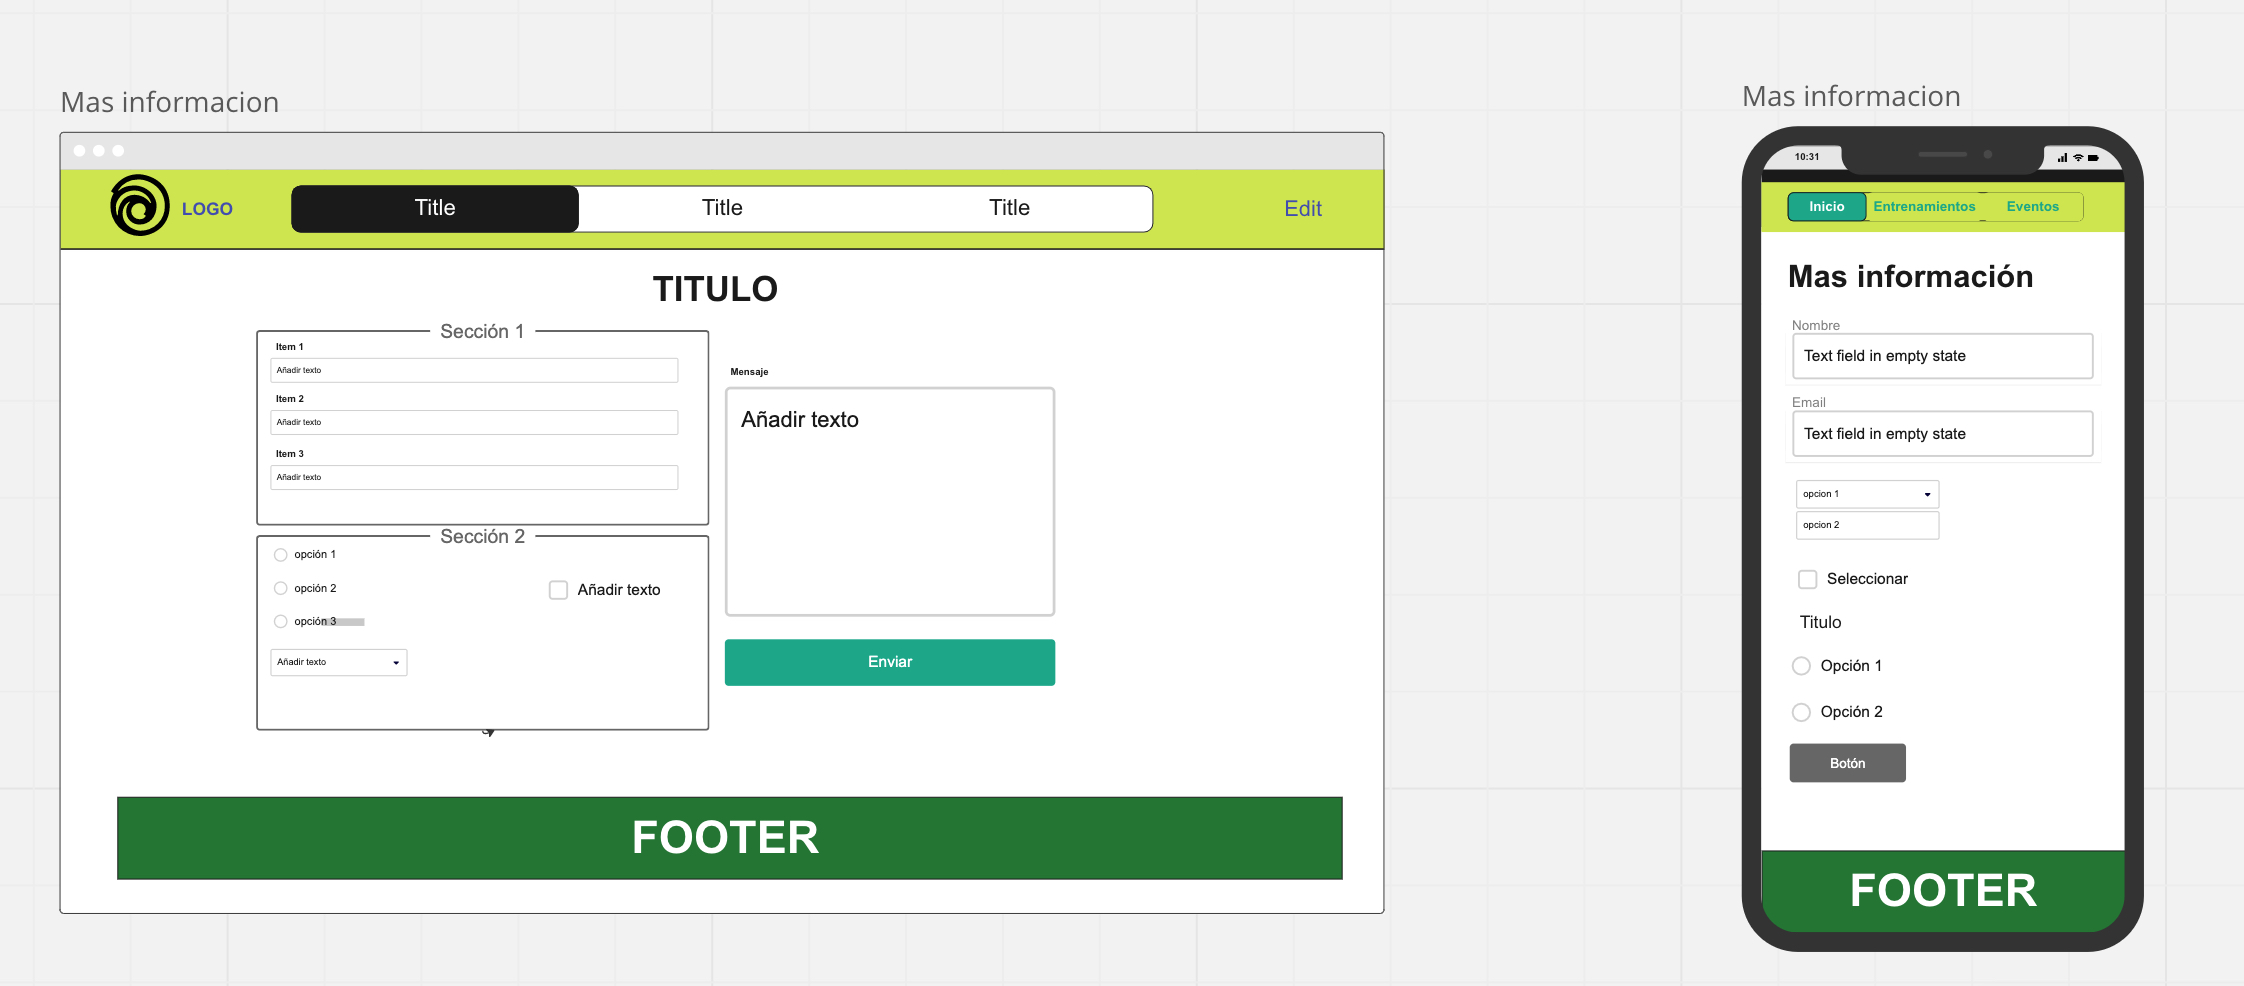 Mas informacion
LOGO
Title
Title
Title
Edit
TITULO
Sección 1
Item 1
Añadir texto
Item 2
Añadir texto
Item 3
Añadir texto
Sección 2
opción 1
opción 2
opción 3
Añadir texto
Añadir texto
Mensaje
Añadir texto
Enviar
FOOTER
Mas informacion
10:31
Inicio
Entrenamientos
Eventos
Mas información
Nombre
Text field in empty state
Email
Text field in empty state
opcion 1
opcion 2
Seleccionar
Titulo
Opción 1
Opción 2
Botón
FOOTER